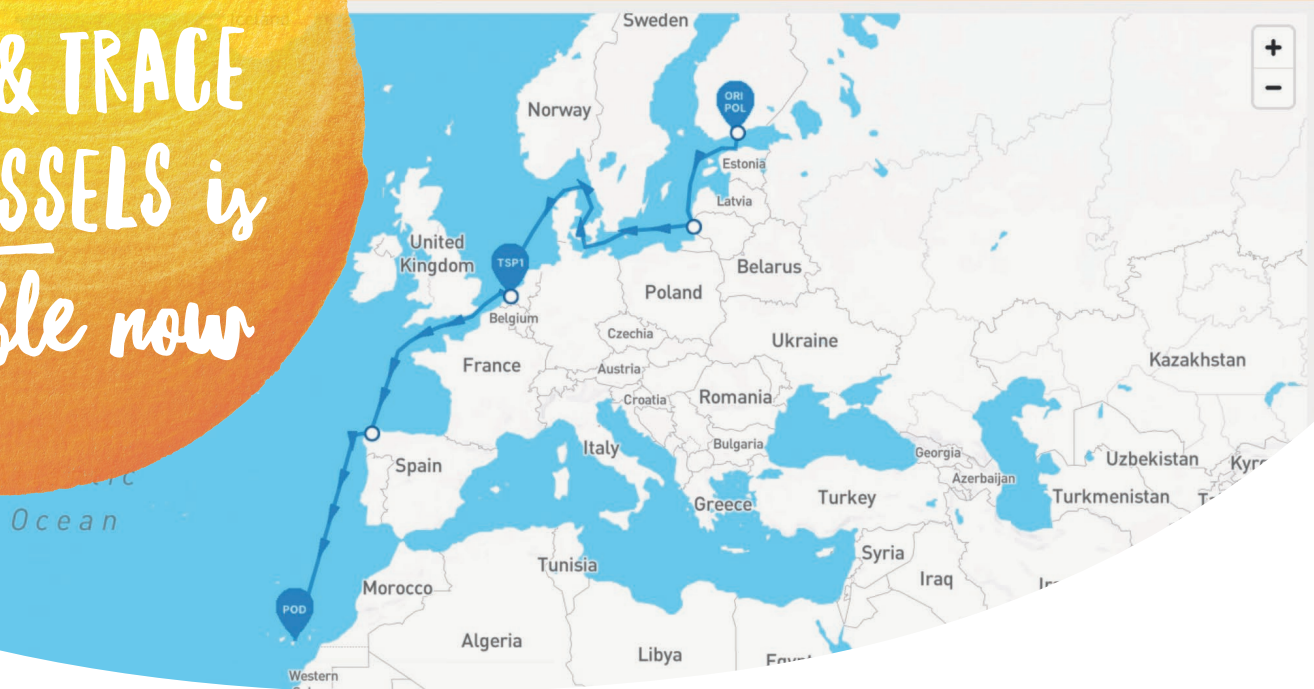 & TRACE
SSELS is
ble now
Iceland
Sweden
Norway
ORI
POL
Estonia
Latvia
United
Kingdom
TSP1
Belarus
Poland
Belgium
Czechia
Ukraine
France
Austria
Kazakhstan
Croatia
Romania
Italy
Bulgaria
Spain
Georgia
Uzbekistan
Azerbaijan
Greece
Turkey
Turkmenistan
Ocean
Syria
Tunisia
Iraq
Morocco
POD
Algeria
Libya
Western
+
−